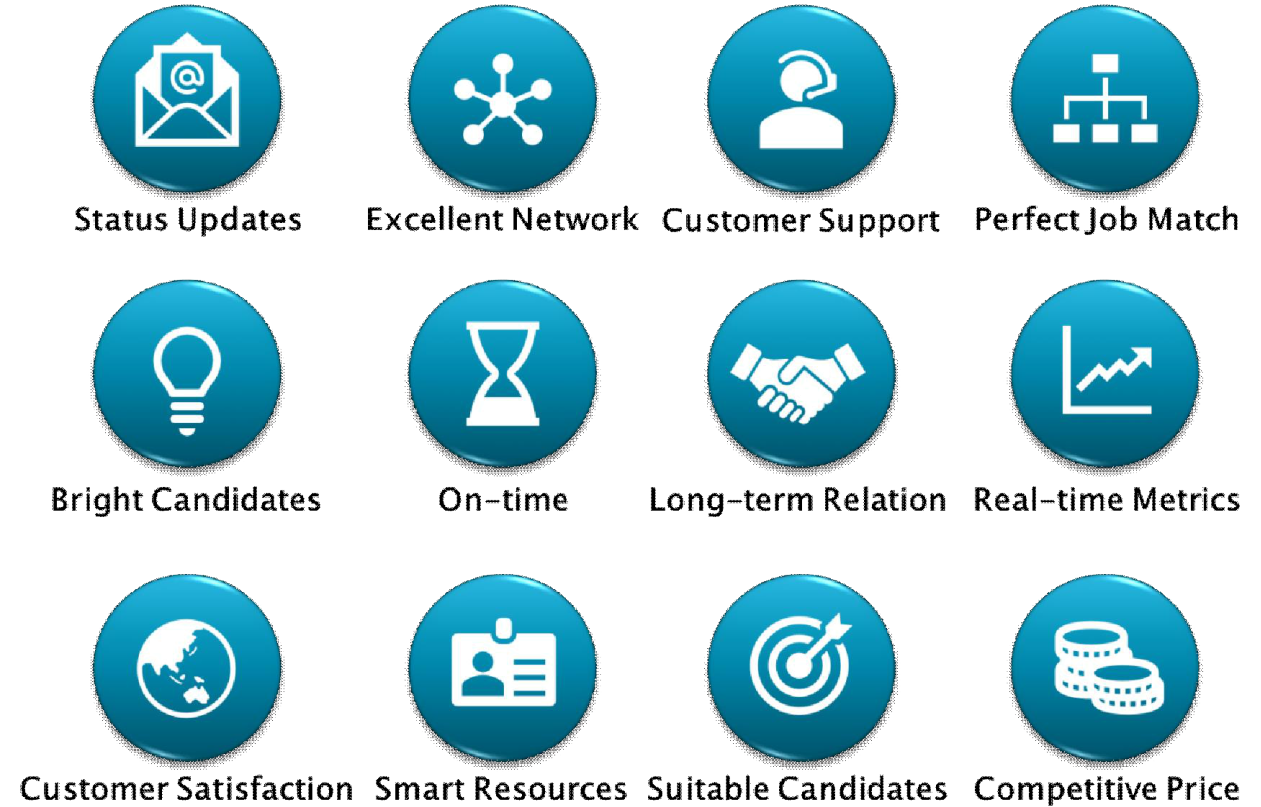 @
Status Updates
Excellent Network
Customer Support
Perfect Job Match
Bright Candidates
On-time
Long-term Relation
Real-time Metrics
Customer Satisfaction
Smart Resources
Suitable Candidates
Competitive Price